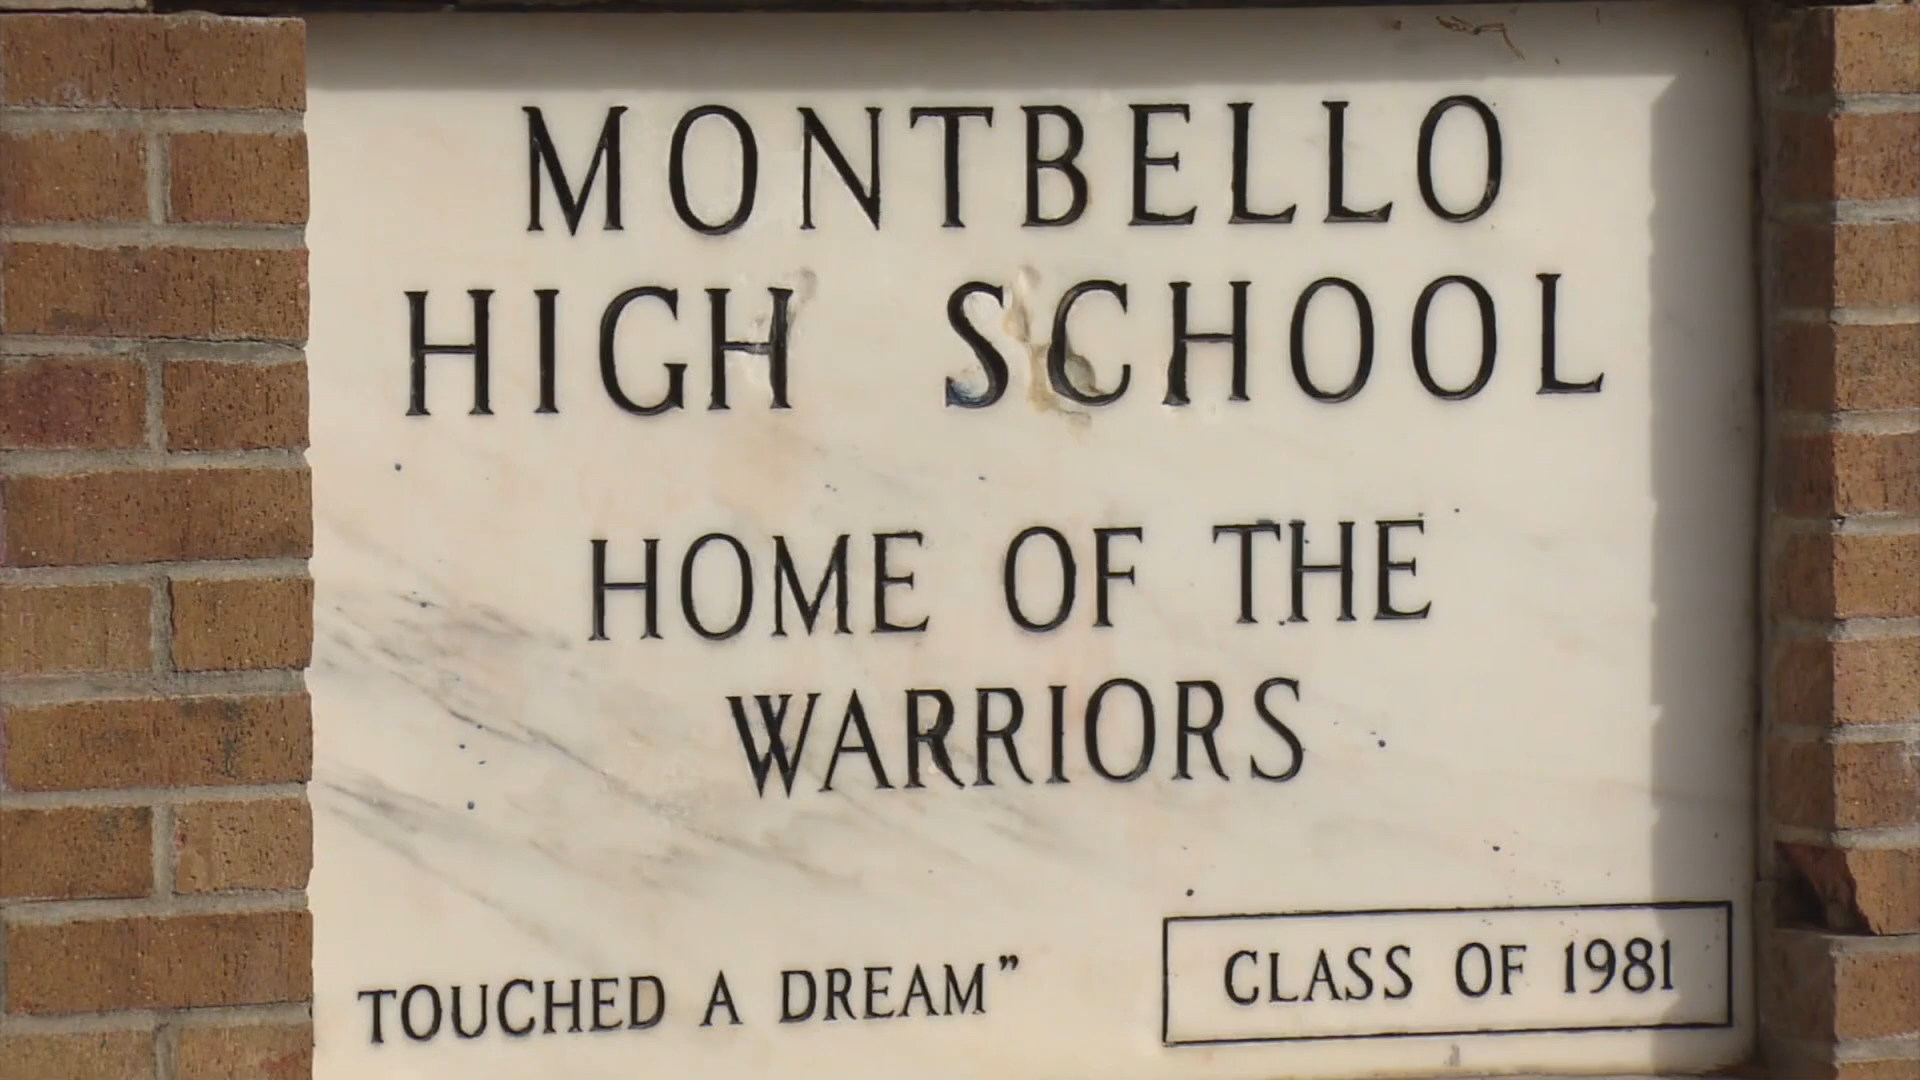 MONTBELLO
HIGH SCHOOL
HOME OF THE
WARRIORS
TOUCHED A DREAM”
CLASS OF 1981